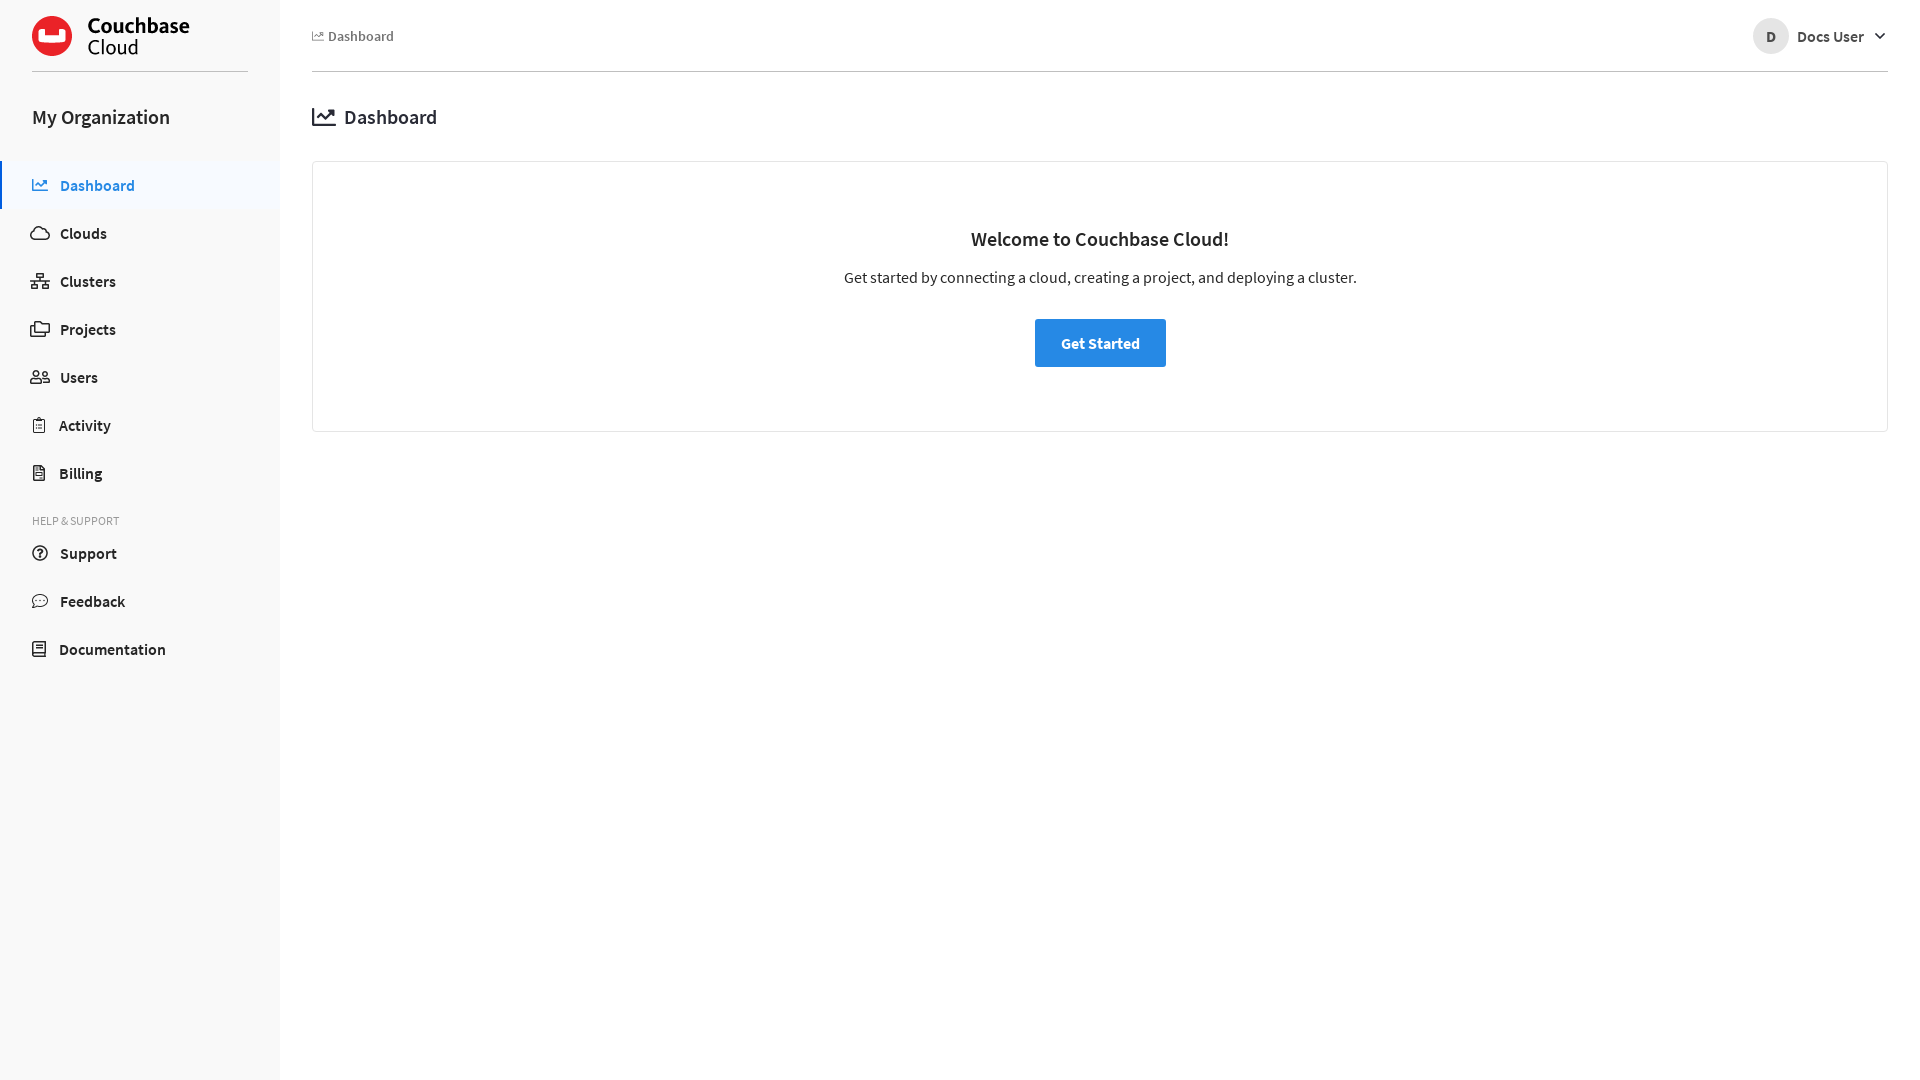 Couchbase
Cloud
My Organization
Dashboard
Clouds
Clusters
Projects
Users
Activity
Billing
HELP & SUPPORT
Support
Feedback
Documentation
Dashboard
D Docs User
Dashboard
Welcome to Couchbase Cloud!
Get started by connecting a cloud, creating a project, and deploying a cluster.
Get Started